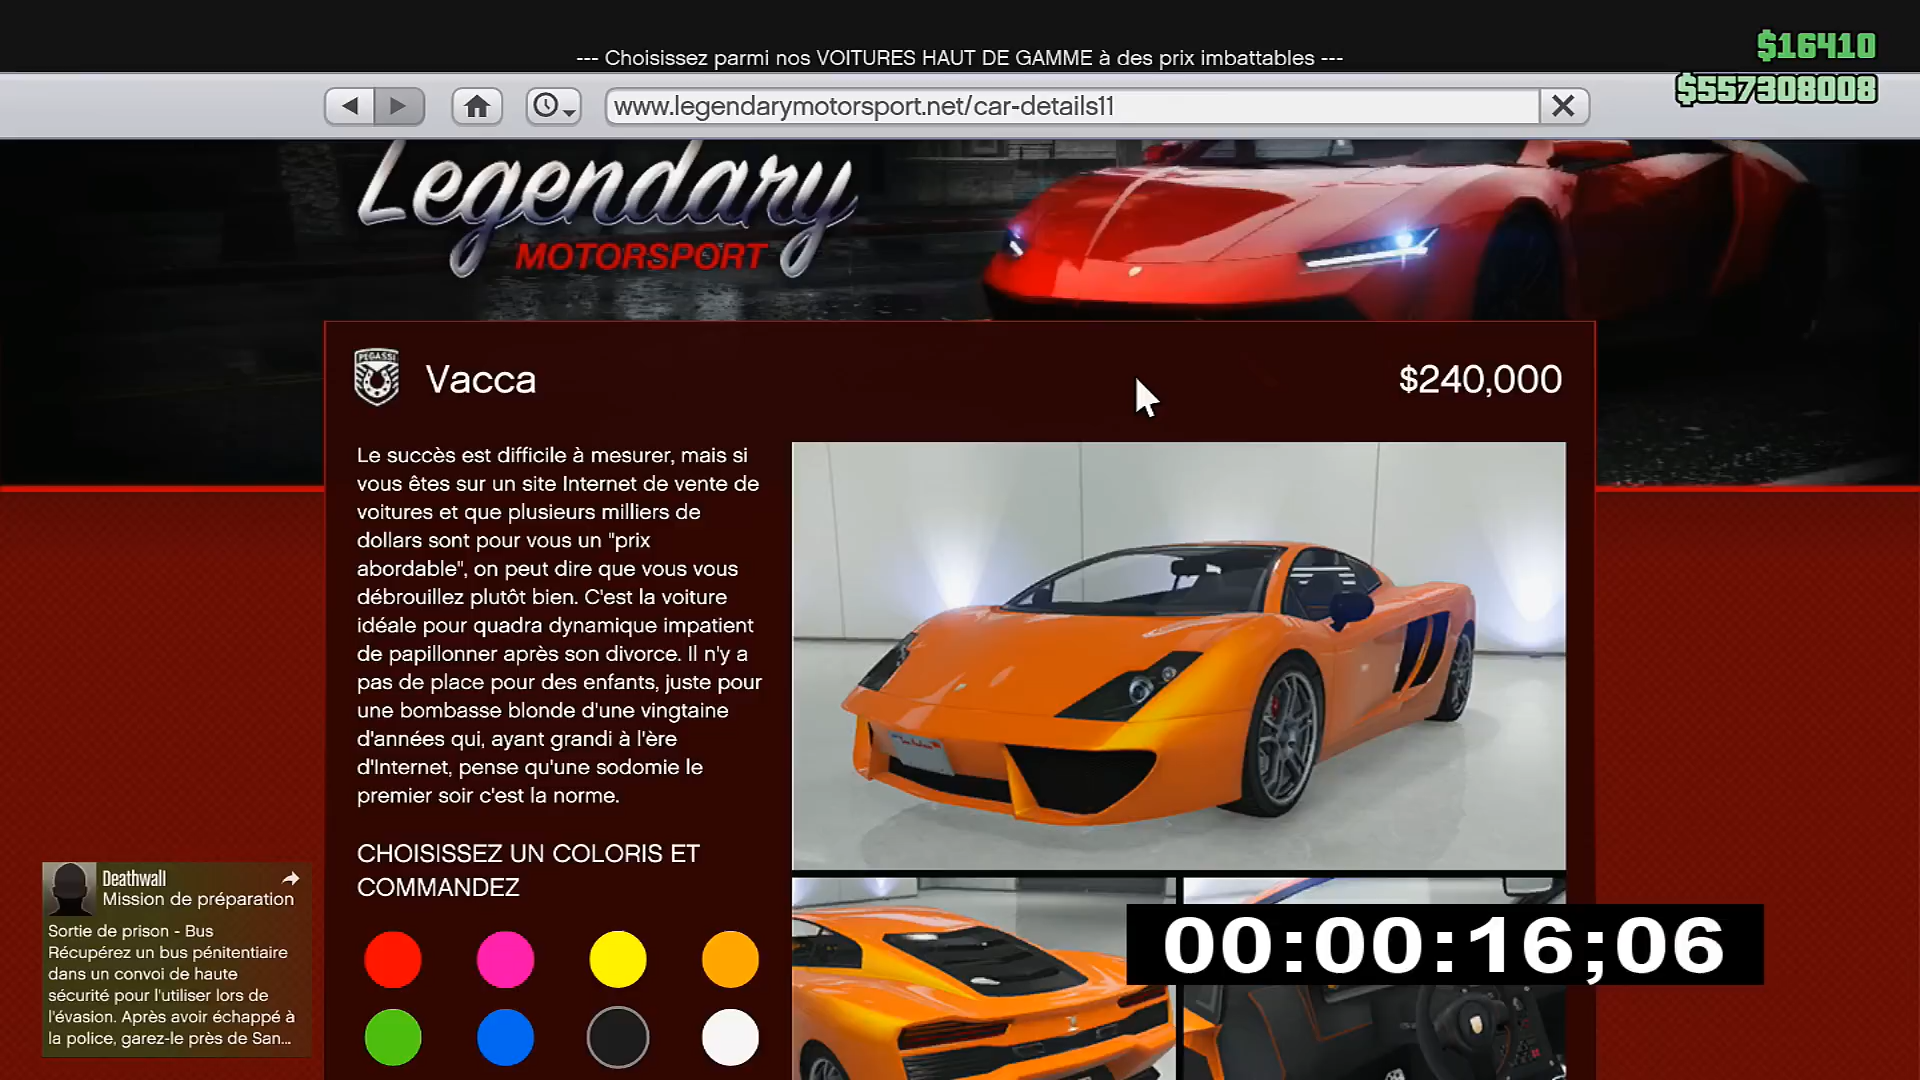 --- Choisissez parmi nos VOITURES HAUT DE GAMME à des prix imbattables ---
$16410
$557308008
www.legendarymotorsport.net/car-details11
Legendary
MOTORSPORT
PEGASSI
Vacca
$240,000
Le succès est difficile à mesurer, mais si
vous êtes sur un site Internet de vente de
voitures et que plusieurs milliers de
dollars sont pour vous un "prix
abordable", on peut dire que vous vous
débrouillez plutôt bien. C'est la voiture
idéale pour quadra dynamique impatient
de papillonner après son divorce. Il n'y a
pas de place pour des enfants, juste pour
une bombasse blonde d'une vingtaine
d'années qui, ayant grandi à l'ère
d'Internet, pense qu'une sodomie le
premier soir c'est la norme.
CHOISISSEZ UN COLORIS ET
COMMANDEZ
Deathwall
Mission de préparation
Sortie de prison - Bus
Récupérez un bus pénitentiaire
dans un convoi de haute
sécurité pour l'utiliser lors de
l'évasion. Après avoir échappé à
la police, garez-le près de San...
00:00:16;06